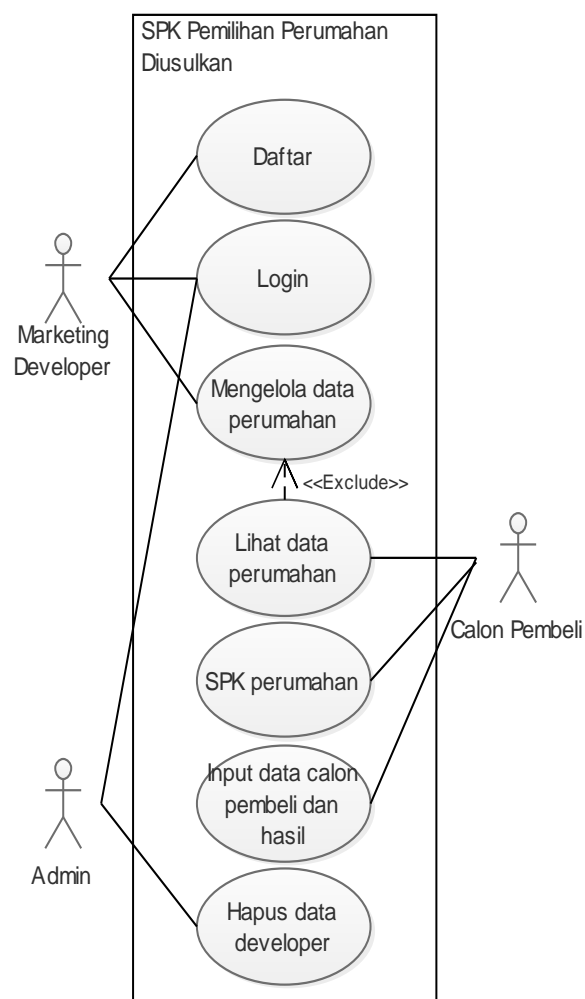 SPK Pemilihan Perumahan
Diusulkan
Daftar
Login
Marketing
Developer
Mengelola data
perumahan
<<Exclude>>
Lihat data
perumahan
Calon Pembeli
SPK perumahan
Input data calon
pembeli dan
hasil
Admin
Hapus data
developer